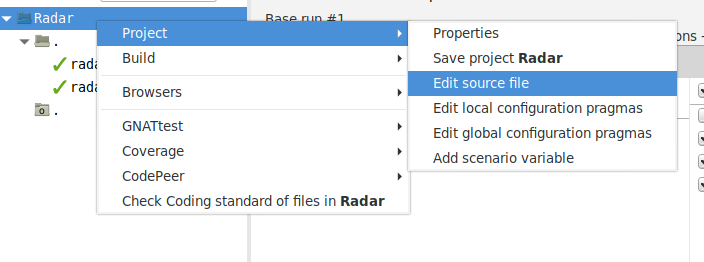 Base run #1
Radar
.
rada
rada
.
Project
Build
Browsers
GNATtest
Coverage
CodePeer
Check Coding standard of files in Radar
Properties
Save project Radar
Edit source file
Edit local configuration pragmas
Edit global configuration pragmas
Add scenario variable
ons -